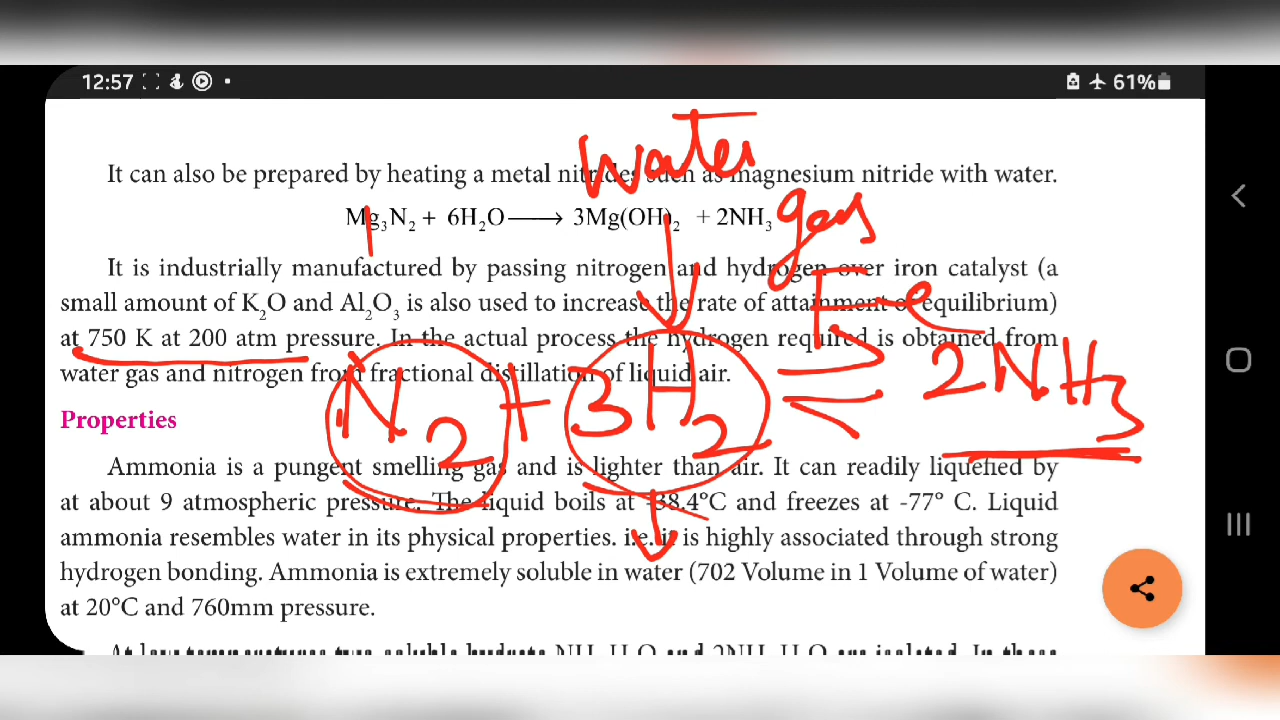 12:57
61%
It can also be prepared by heating a metal nitrides such as magnesium nitride with water.
Mg₃N₂ + 6H₂O ⟶ 3Mg(OH)₂ + 2NH₃
It is industrially manufactured by passing nitrogen and hydrogen over iron catalyst (a
small amount of K₂O and Al₂O₃ is also used to increase the rate of attainment of equilibrium)
at 750 K at 200 atm pressure. In the actual process the hydrogen required is obtained from
water gas and nitrogen from fractional distillation of liquid air.
Water
gas
Fe
N₂ + 3H₂ ⇌ 2NH₃
Properties
Ammonia is a pungent smelling gas and is lighter than air. It can readily liquefied by
at about 9 atmospheric pressure. The liquid boils at -38.4°C and freezes at -77° C. Liquid
ammonia resembles water in its physical properties. i.e. it is highly associated through strong
hydrogen bonding. Ammonia is extremely soluble in water (702 Volume in 1 Volume of water)
at 20°C and 760mm pressure.